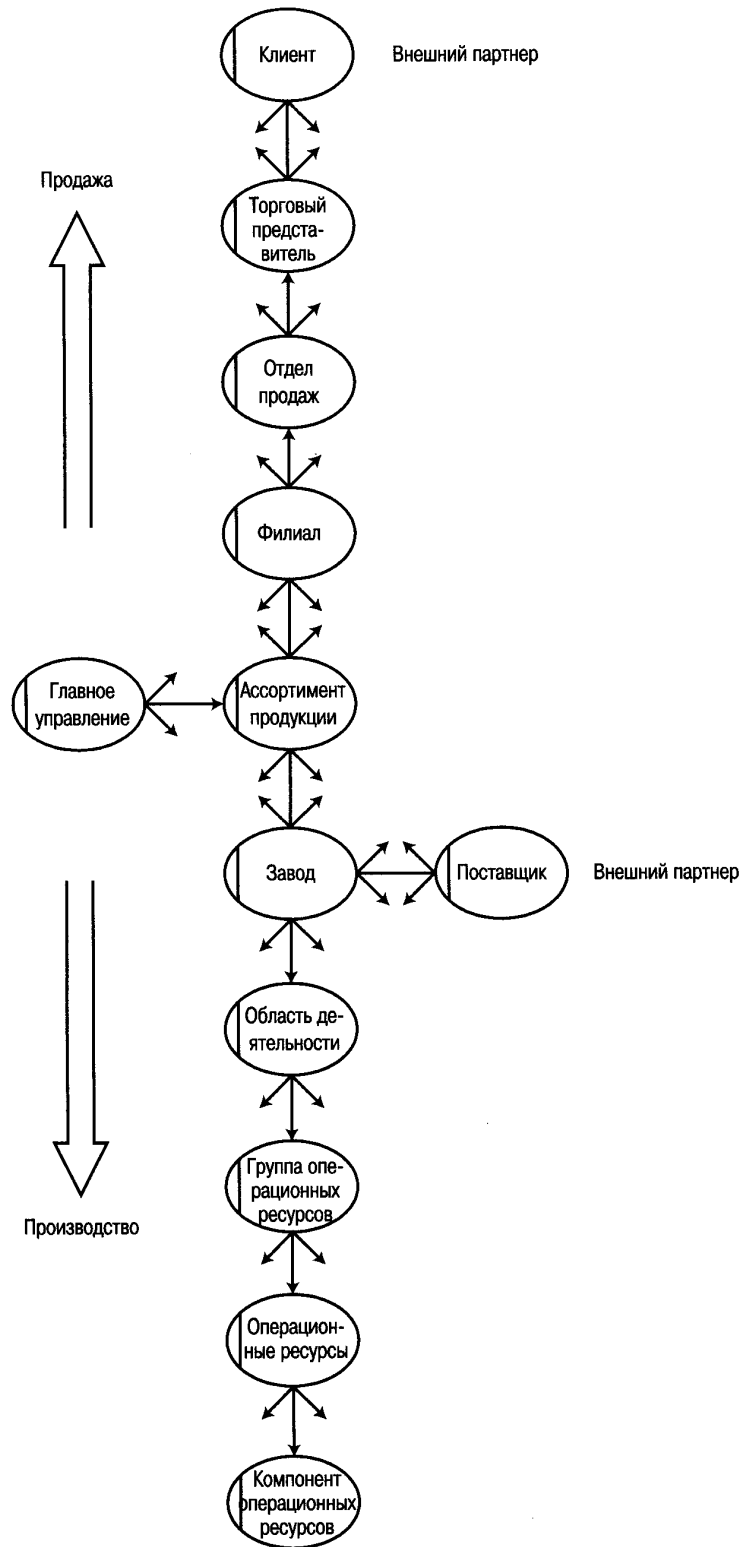 Клиент
Внешний партнер
Продажа
Торговый
предста-
витель
Отдел
продаж
Филиал
Главное
управление
Ассортимент
продукции
Завод
Поставщик
Внешний партнер
Область де-
ятельности
Группа опе-
рационных
ресурсов
Производство
Операцион-
ные ресурсы
Компонент
операционных
ресурсов